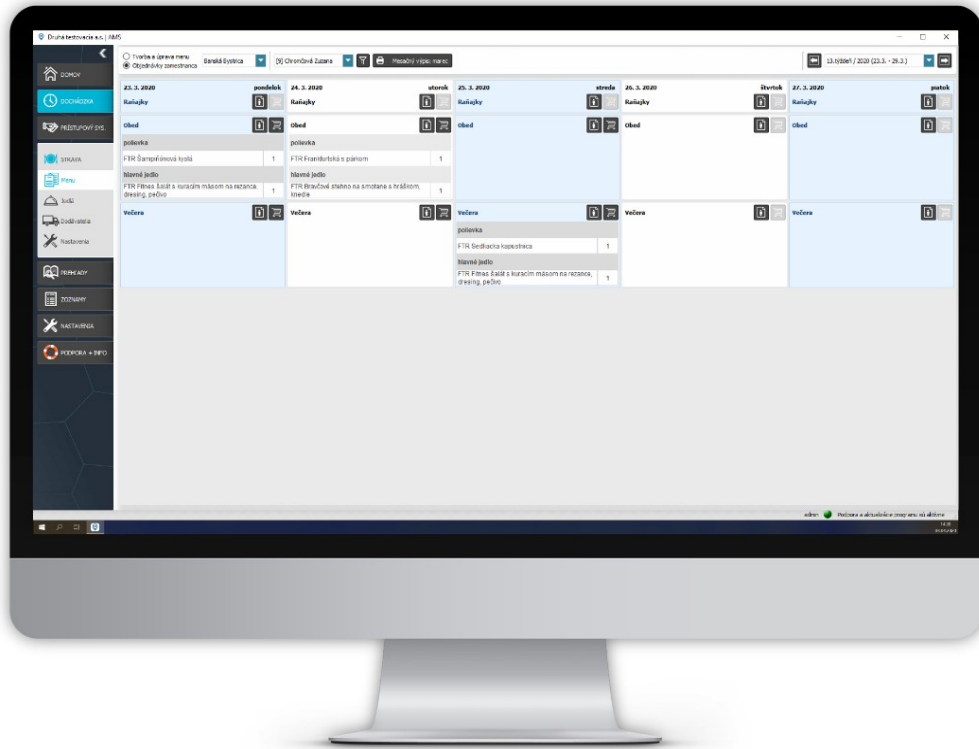 Druhá testovacia a.s. | AMS
Tvorba a úprava menu
Objednávky zamestnanca
Banská Bystrica
[9] Chrončová Zuzana
Mesačný výpis: marec
13.týždeň / 2020 (23.3. - 29.3.)
DOMOV
DOCHÁDZKA
PRÍSTUPOVÝ SYS.
STRAVA
Menu
Jedlá
Dodávatelia
Nastavenia
PREHĽADY
ZOZNAMY
NASTAVENIA
PODPORA + INFO
23. 3. 2020 pondelok
Raňajky
Obed
polievka
FTR Šampiňónová hustá 1
hlavné jedlo
FTR Fitnes šalát s kuracím mäsom na rezance, dresing, pečivo 1
Večera
24. 3. 2020 utorok
Raňajky
Obed
polievka
FTR Frankfurtská s párkom 1
hlavné jedlo
FTR Bravčové stehno na smotane s hráškom, knedle 1
Večera
25. 3. 2020 streda
Raňajky
Obed
Večera
polievka
FTR Sedliacka kapustnica 1
hlavné jedlo
FTR Fitnes šalát s kuracím mäsom na rezance, dresing, pečivo 1
26. 3. 2020 štvrtok
Raňajky
Obed
Večera
27. 3. 2020 piatok
Raňajky
Obed
Večera
admin
Podpora a aktualizácie programu sú aktívne